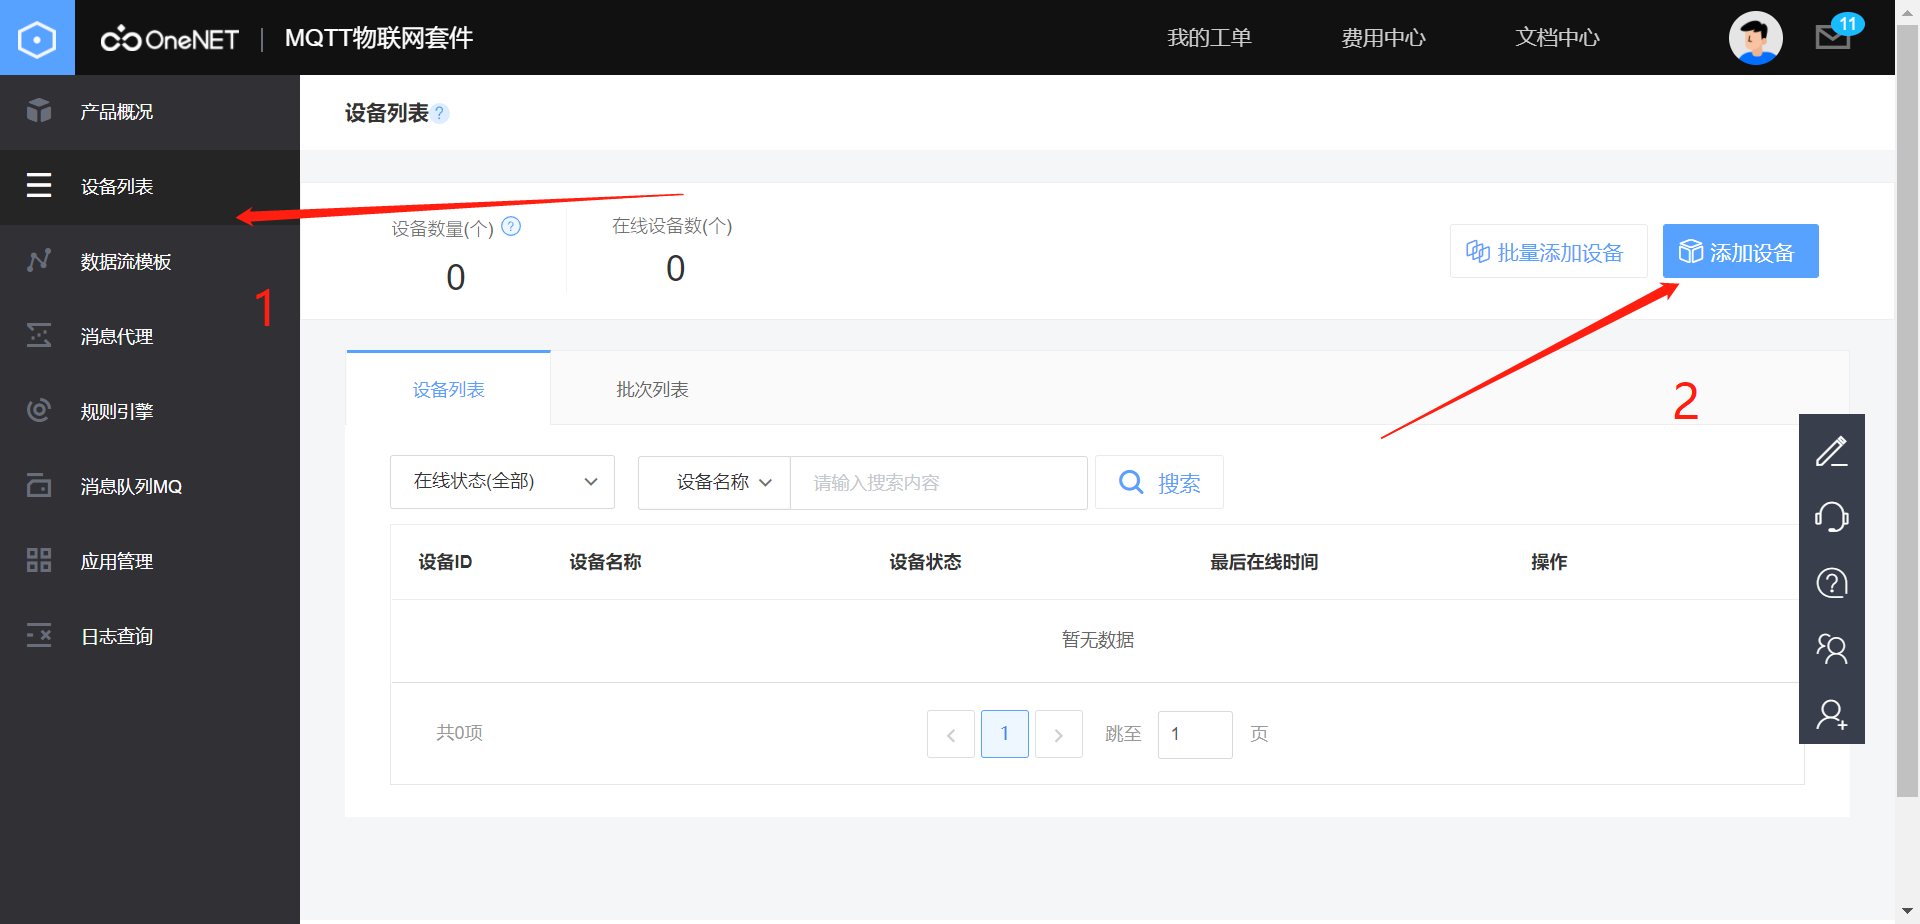 OneNET | MQTT物联网套件
我的工单
费用中心
文档中心
11
产品概况
设备列表
数据流模板
消息代理
规则引擎
消息队列MQ
应用管理
日志查询
1
设备列表?
设备数量(个) ?
0
在线设备数(个)
0
批量添加设备
添加设备
2
设备列表
批次列表
在线状态(全部)
设备名称
请输入搜索内容
搜索
设备ID 设备名称 设备状态 最后在线时间 操作
暂无数据
共0项
< 1 > 跳至 1 页